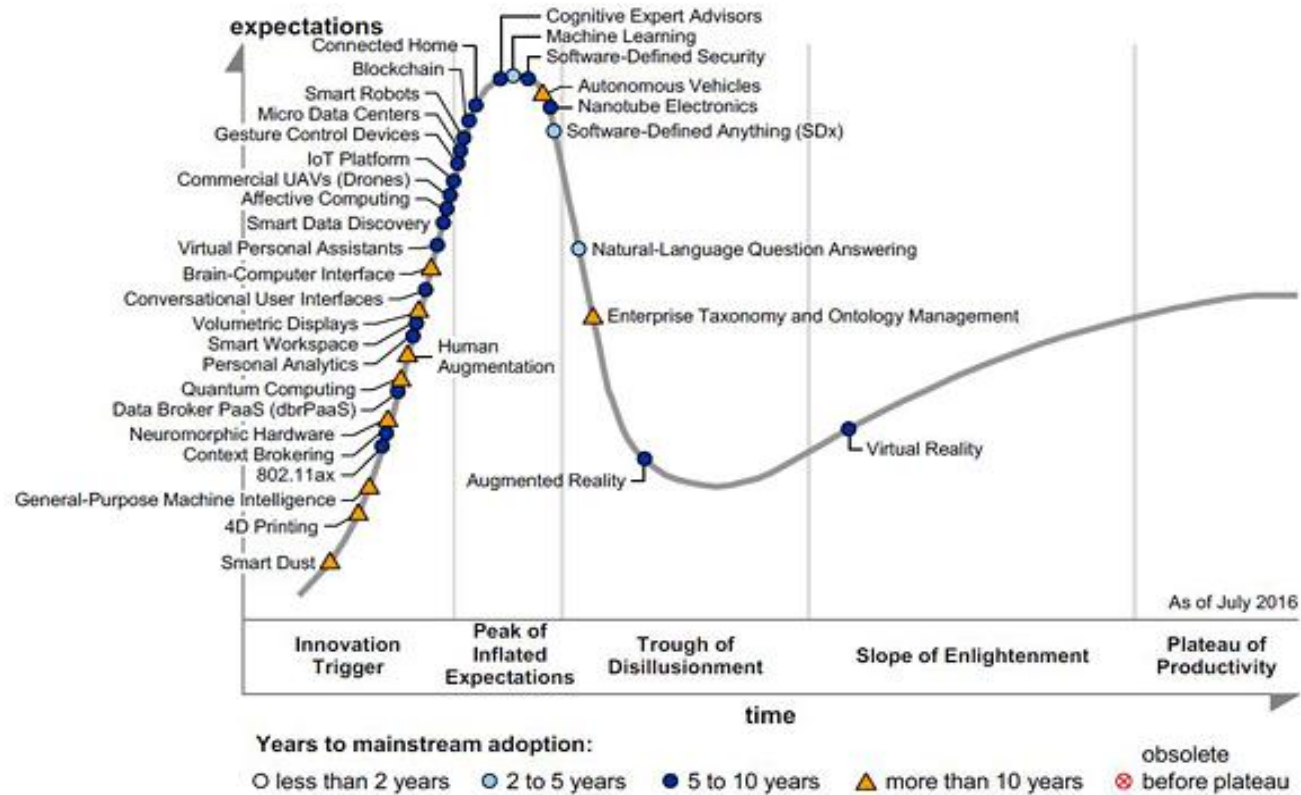 expectations
Connected Home
Blockchain
Smart Robots
Micro Data Centers
Gesture Control Devices
IoT Platform
Commercial UAVs (Drones)
Affective Computing
Smart Data Discovery
Virtual Personal Assistants
Brain-Computer Interface
Conversational User Interfaces
Volumetric Displays
Smart Workspace
Personal Analytics
Human
Augmentation
Quantum Computing
Data Broker PaaS (dbrPaaS)
Neuromorphic Hardware
Context Brokering
802.11ax
General-Purpose Machine Intelligence
4D Printing
Smart Dust
Cognitive Expert Advisors
Machine Learning
Software-Defined Security
Autonomous Vehicles
Nanotube Electronics
Software-Defined Anything (SDx)
Natural-Language Question Answering
Enterprise Taxonomy and Ontology Management
Augmented Reality
Virtual Reality
As of July 2016
Innovation
Trigger
Peak of
Inflated
Expectations
Trough of
Disillusionment
Slope of Enlightenment
Plateau of
Productivity
time
Years to mainstream adoption:
less than 2 years
2 to 5 years
5 to 10 years
more than 10 years
obsolete
before plateau